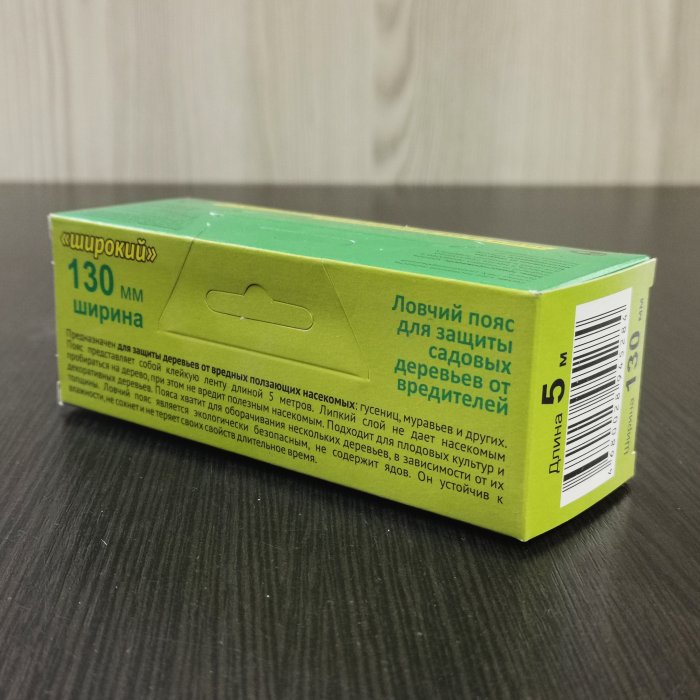 «широкий»
130 мм
ширина
Ловчий пояс
для защиты
садовых
деревьев от
вредителей
Предназначен для защиты деревьев от вредных ползающих насекомых: гусениц, муравьев и других.
Пояс представляет собой клейкую ленту длиной 5 метров. Липкий слой не дает насекомым
пробираться на дерево, при этом не вредит полезным насекомым. Подходит для плодовых культур и
декоративных деревьев. Пояса хватит для оборачивания нескольких деревьев, в зависимости от их
толщины. Ловчий пояс является экологически безопасным, не содержит ядов. Он устойчив к
влажности, не сохнет и не теряет своих свойств длительное время.
Длина 5 м
Ширина 130 мм